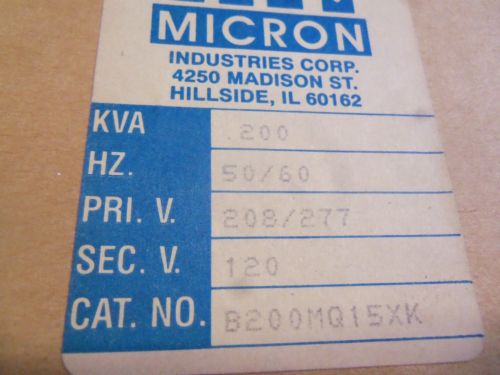 MICRON
INDUSTRIES CORP.
4250 MADISON ST.
HILLSIDE, IL 60162
KVA .200
HZ. 50/60
PRI. V. 208/277
SEC. V. 120
CAT. NO. B200MQ15XK